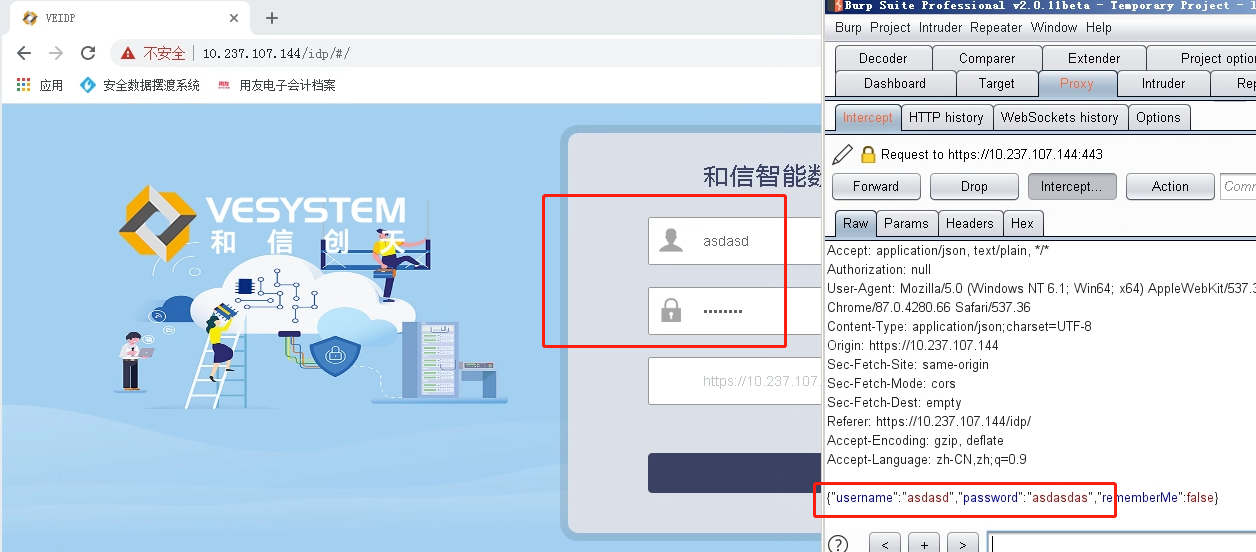 VEIDP
不安全 10.237.107.144/idp/#/
应用 安全数据摆渡系统 用友电子会计档案
VESYSTEM
和信创天
和信智能数
asdasd
••••••••
https://10.237.107.
Burp Suite Professional v2.0.11beta - Temporary Project - l
Burp Project Intruder Repeater Window Help
Decoder Comparer Extender Project option
Dashboard Target Proxy Intruder Rep
Intercept HTTP history WebSockets history Options
Request to https://10.237.107.144:443
Forward Drop Intercept... Action Comm
Raw Params Headers Hex
Accept: application/json, text/plain, */*
Authorization: null
User-Agent: Mozilla/5.0 (Windows NT 6.1; Win64; x64) AppleWebKit/537.3
Chrome/87.0.4280.66 Safari/537.36
Content-Type: application/json;charset=UTF-8
Origin: https://10.237.107.144
Sec-Fetch-Site: same-origin
Sec-Fetch-Mode: cors
Sec-Fetch-Dest: empty
Referer: https://10.237.107.144/idp/
Accept-Encoding: gzip, deflate
Accept-Language: zh-CN,zh;q=0.9
{"username":"asdasd","password":"asdasdas","rememberMe":false}
? < + >